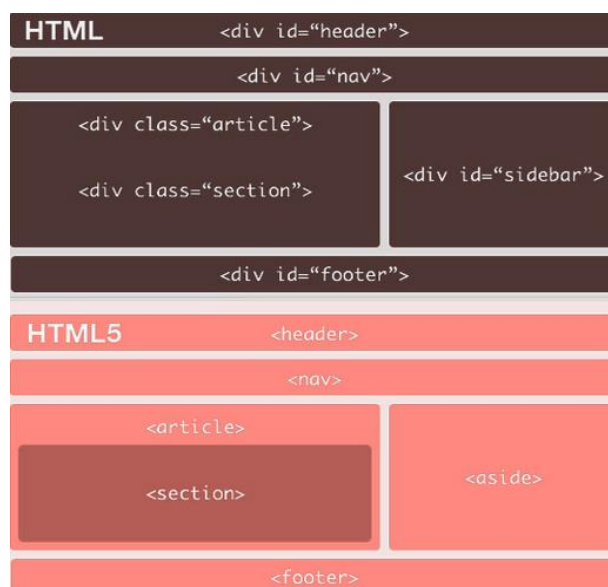 HTML <div id=“header”>
<div id=“nav”>
<div class=“article”>
<div class=“section”>
<div id=“sidebar”>
<div id=“footer”>
HTML5 <header>
<nav>
<article>
<section>
<aside>
<footer>